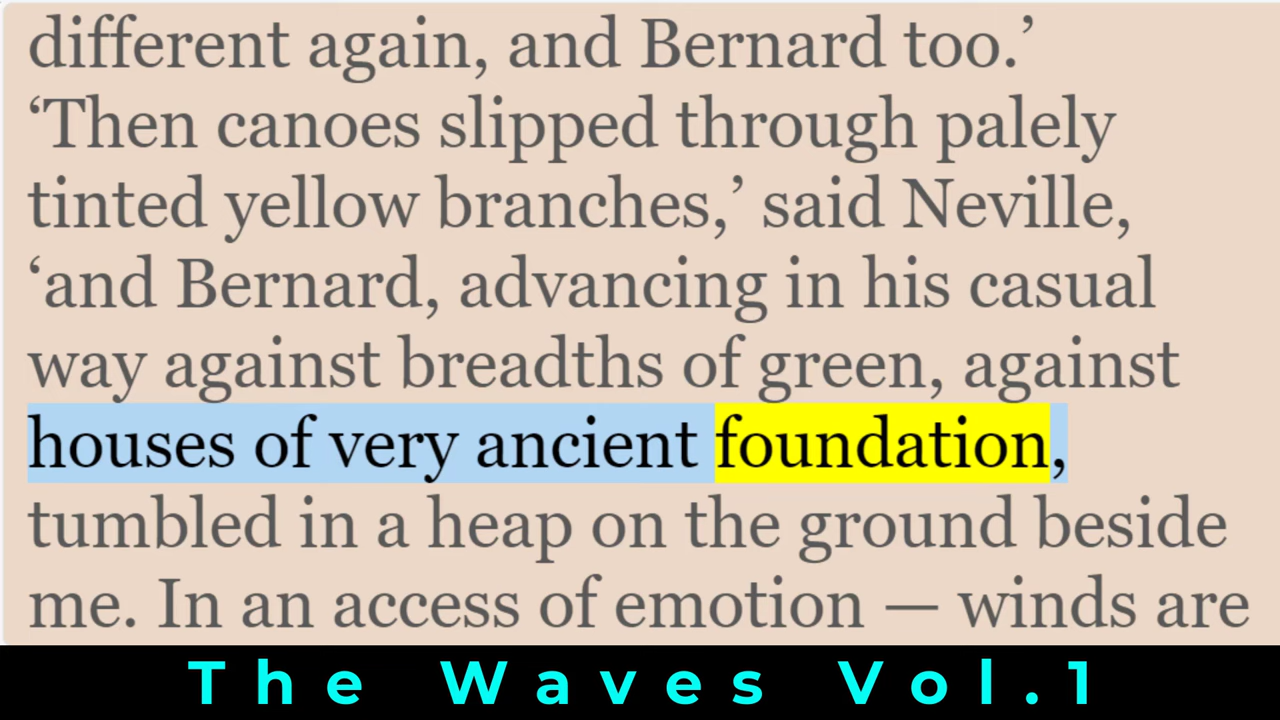 different again, and Bernard too.’
‘Then canoes slipped through palely
tinted yellow branches,’ said Neville,
‘and Bernard, advancing in his casual
way against breadths of green, against
houses of very ancient foundation,
tumbled in a heap on the ground beside
me. In an access of emotion — winds are
The Waves Vol.1